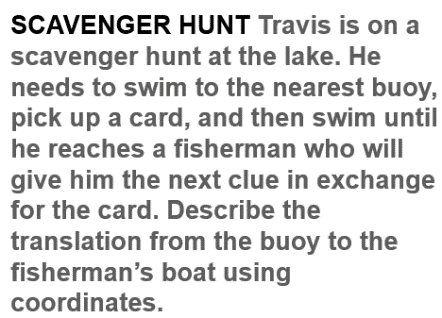 SCAVENGER HUNT Travis is on a
scavenger hunt at the lake. He
needs to swim to the nearest buoy,
pick up a card, and then swim until
he reaches a fisherman who will
give him the next clue in exchange
for the card. Describe the
translation from the buoy to the
fisherman’s boat using
coordinates.